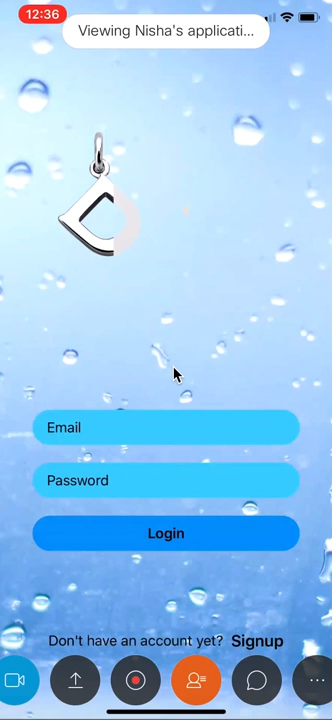 12:36
Viewing Nisha's applicati...
D
Email
Password
Login
Don't have an account yet? Signup